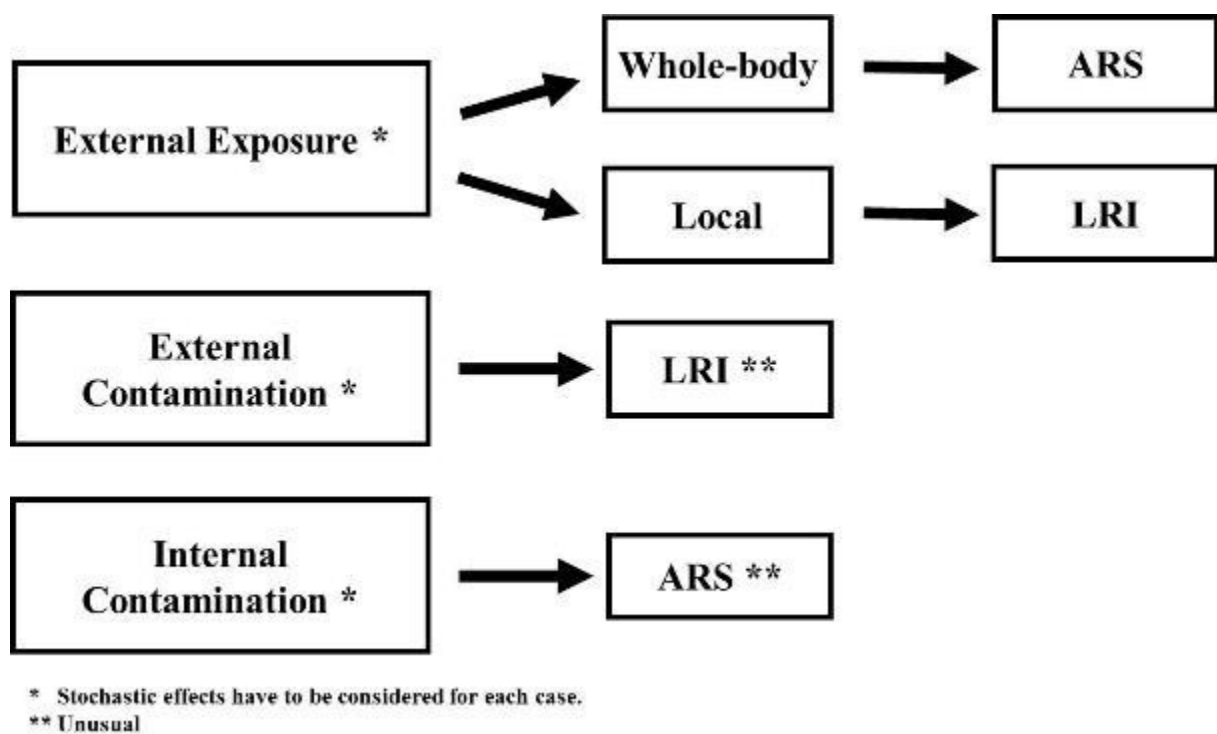 External Exposure *
Whole-body
ARS
Local
LRI
External
Contamination *
LRI **
Internal
Contamination *
ARS **
* Stochastic effects have to be considered for each case.
** Unusual